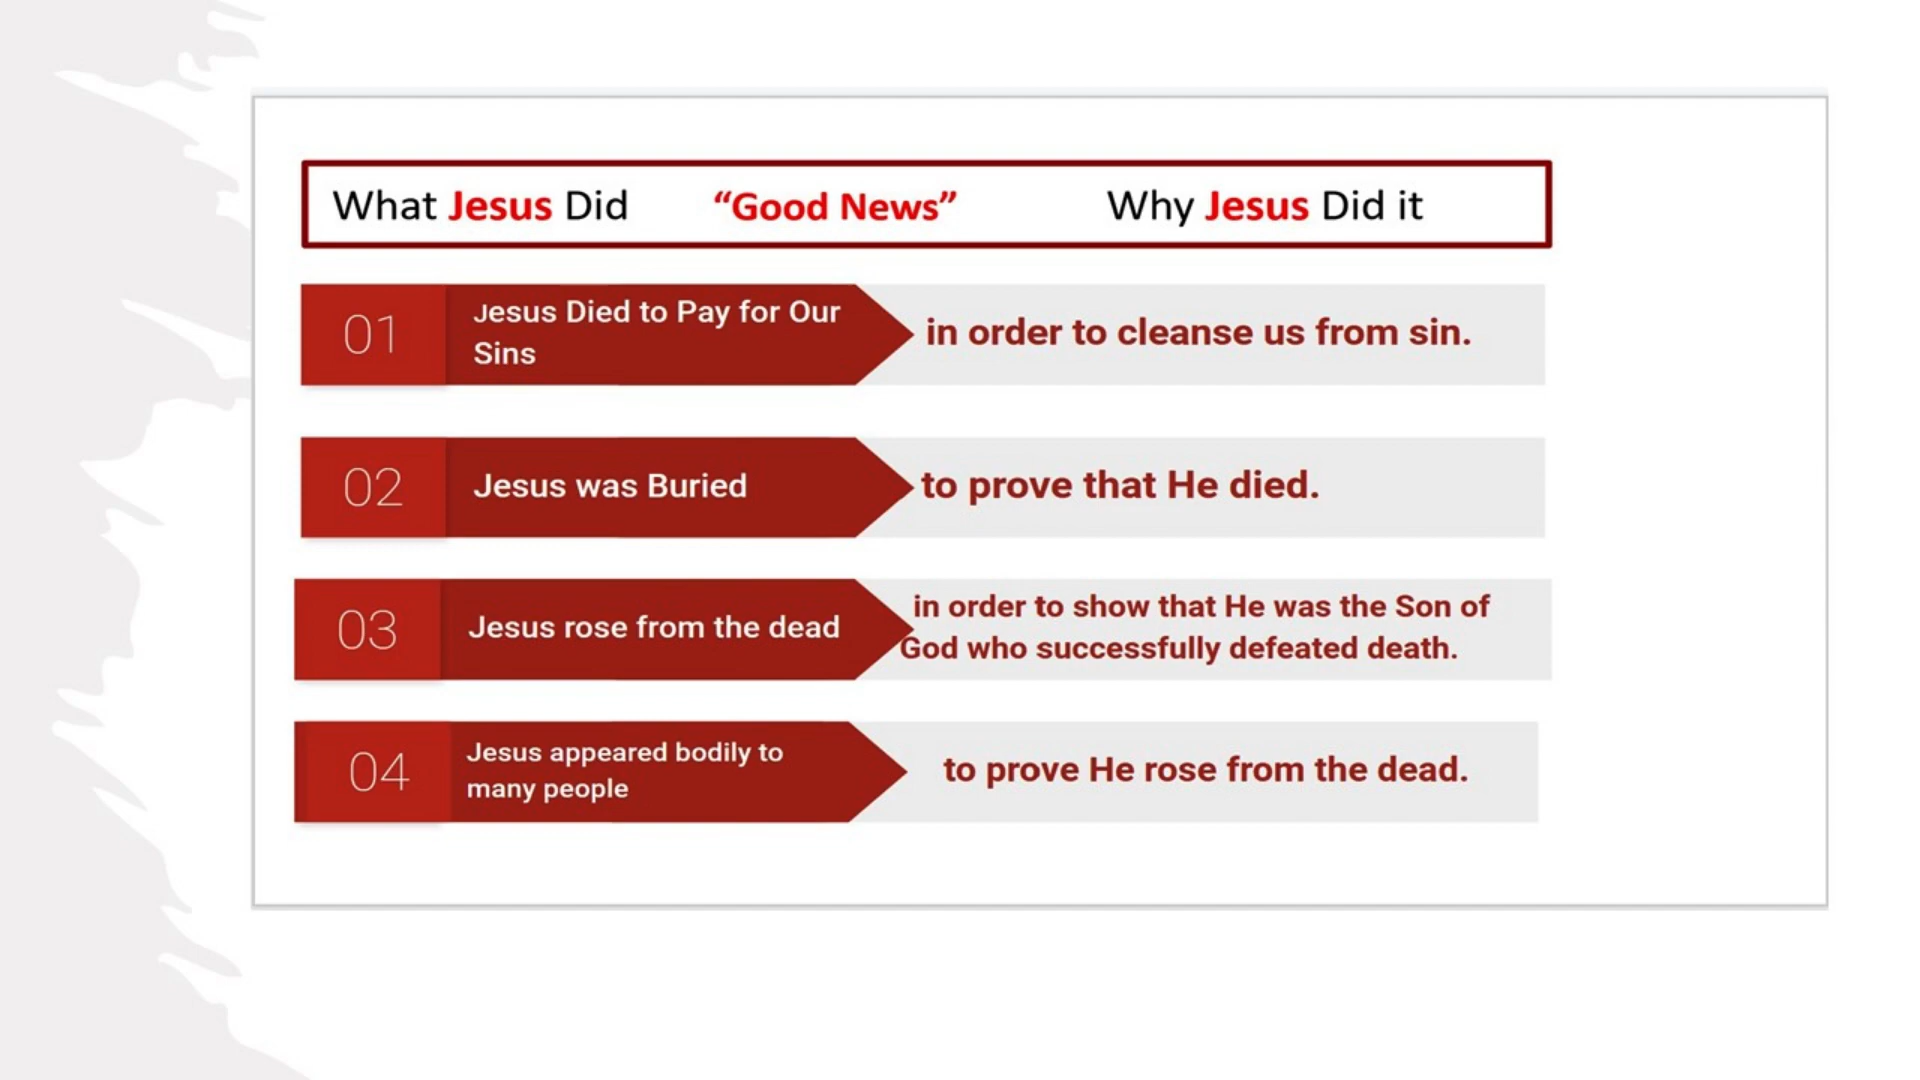 What Jesus Did “Good News” Why Jesus Did it
01
Jesus Died to Pay for Our
Sins
in order to cleanse us from sin.
02
Jesus was Buried
to prove that He died.
03
Jesus rose from the dead
in order to show that He was the Son of
God who successfully defeated death.
04
Jesus appeared bodily to
many people
to prove He rose from the dead.